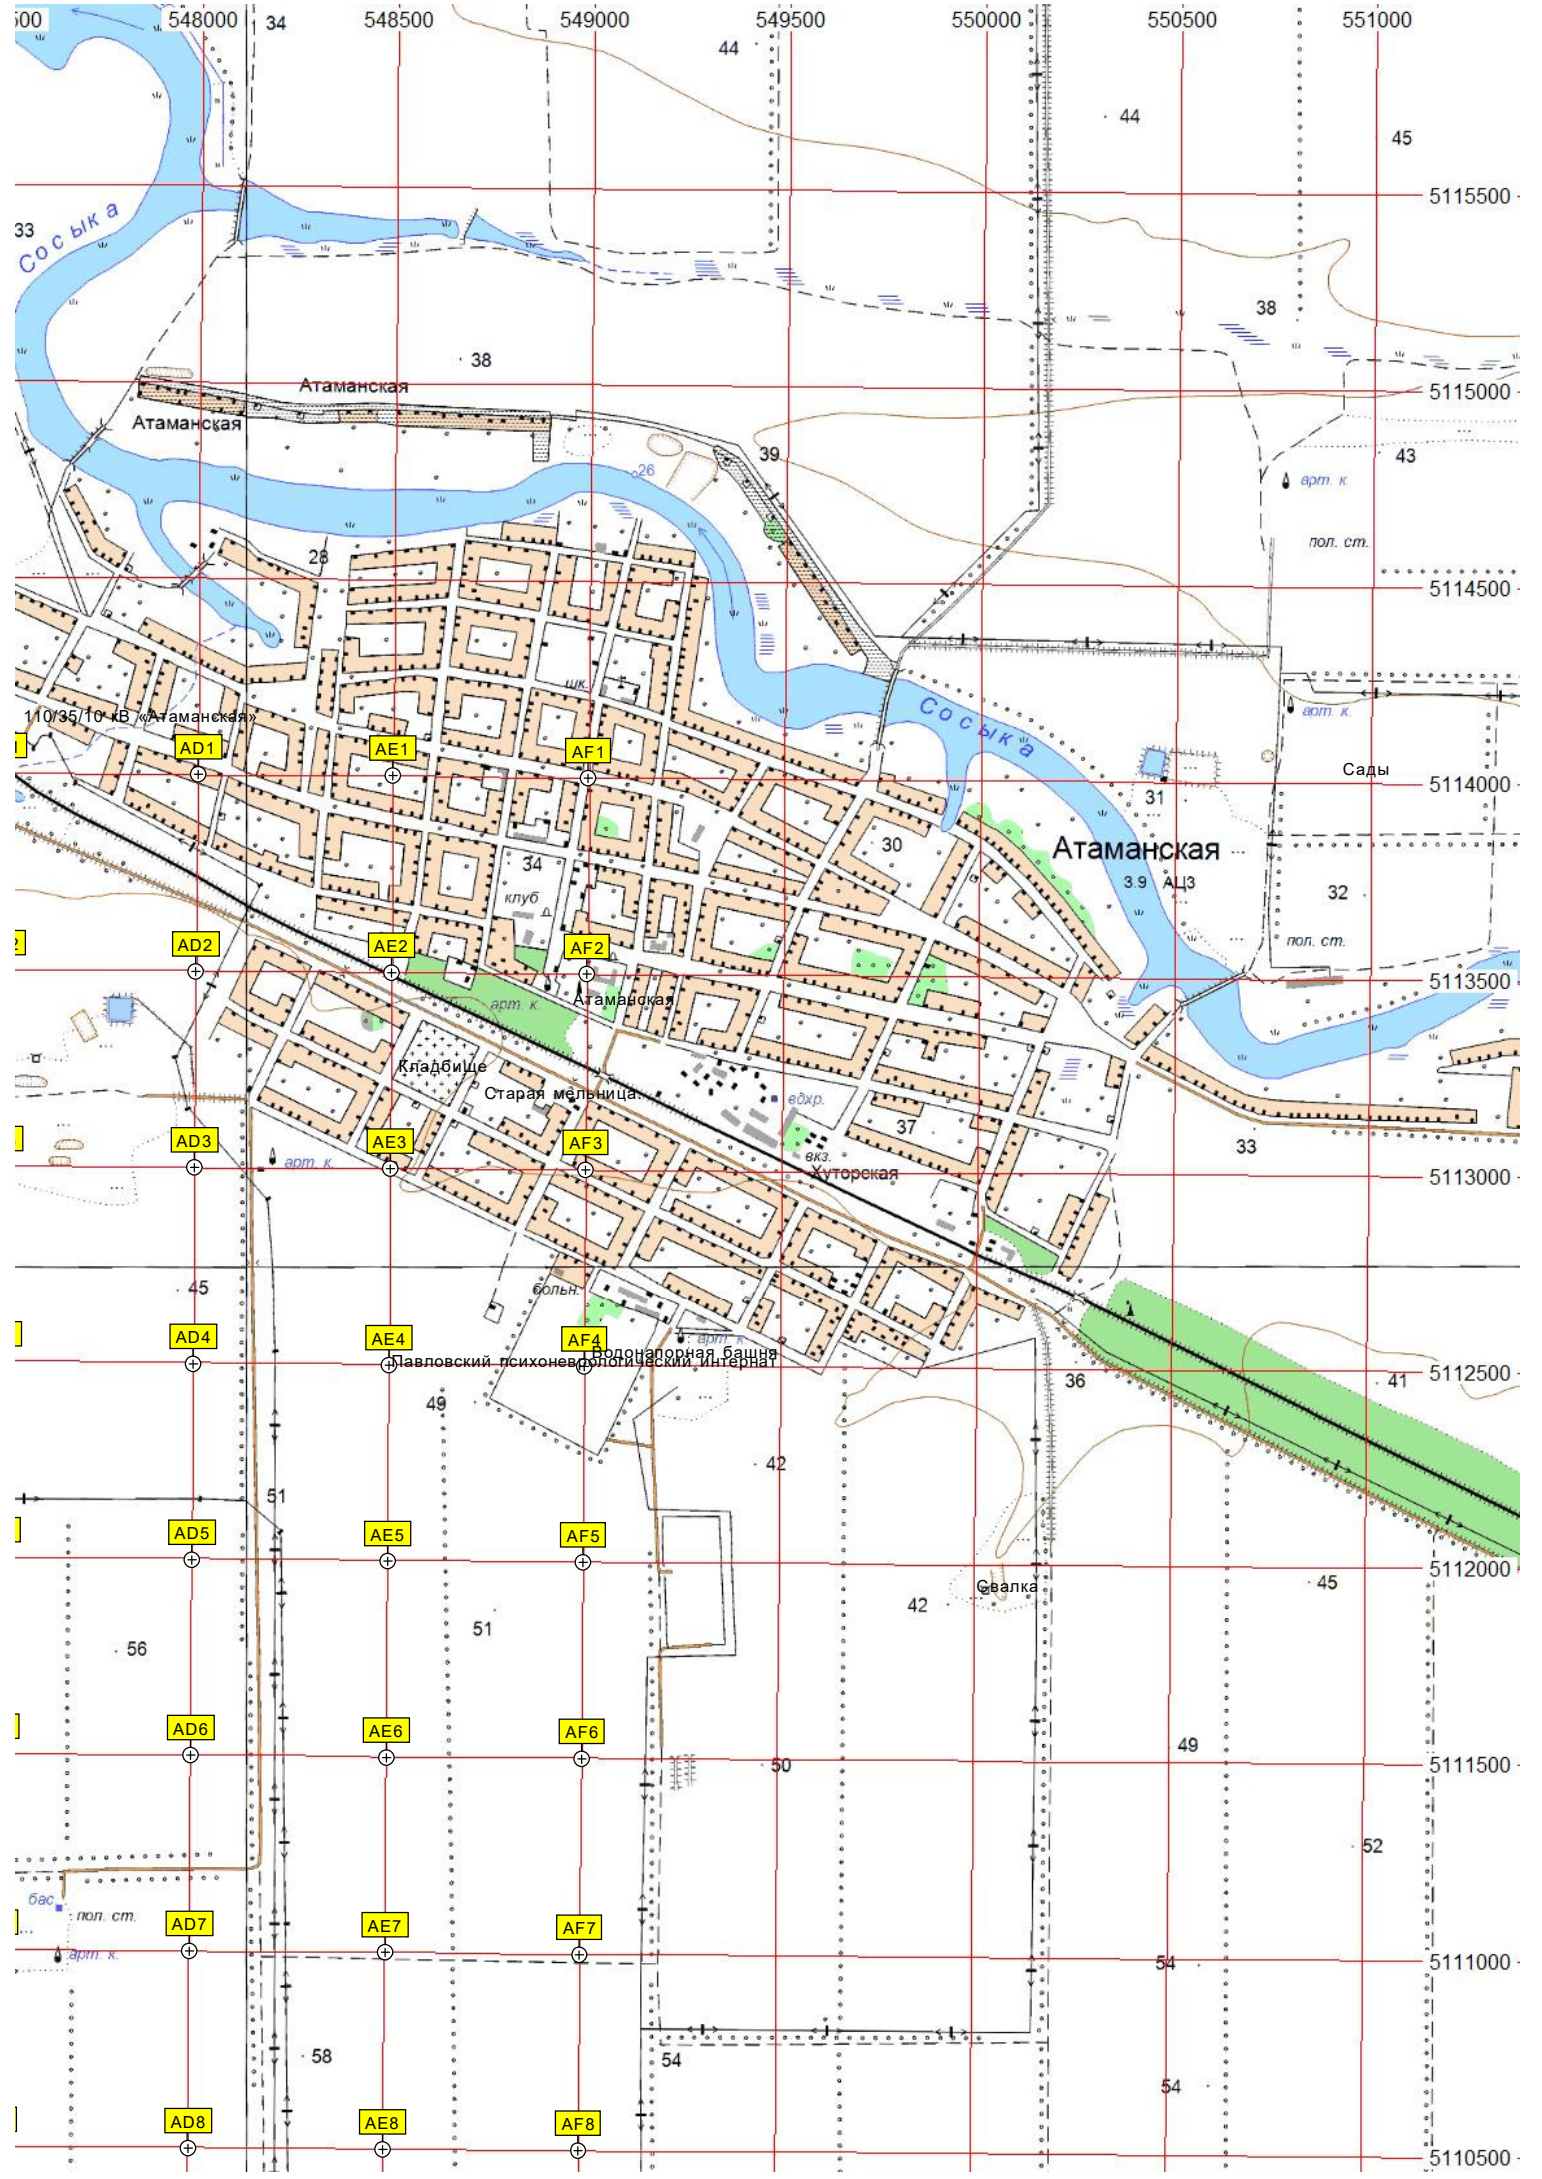 500 548000 548500 549000 549500 550000 550500 551000
34
44
44
45
5115500
33
Сосыка
38
38
Атаманская
5115000
Атаманская
39
43
26
арт. к.
28
пол. ст.
5114500
шк.
110/35/10 кВ «Атаманская»
Сосыка
арт. к.
AD1 AE1 AF1
Сады
5114000
31
30
Атаманская
34
3.9 АЦЗ
32
клуб
AD2 AE2 AF2
пол. ст.
5113500
арт. к.
Атаманская
Кладбище
Старая мельница.
вдхр.
37
AD3 AE3 AF3
33
арт. к.
вкз.
Хуторская
5113000
45
больн.
AD4 AE4 AF4
арт. к
Водонапорная башня
Павловский психоневрологический интернат
5112500
36
41
49
42
51
AD5 AE5 AF5
5112000
Свалка
45
42
51
56
AD6 AE6 AF6
49
50
5111500
52
бас.
пол. ст.
AD7 AE7 AF7
арт. к.
54
5111000
58
54
54
AD8 AE8 AF8
5110500